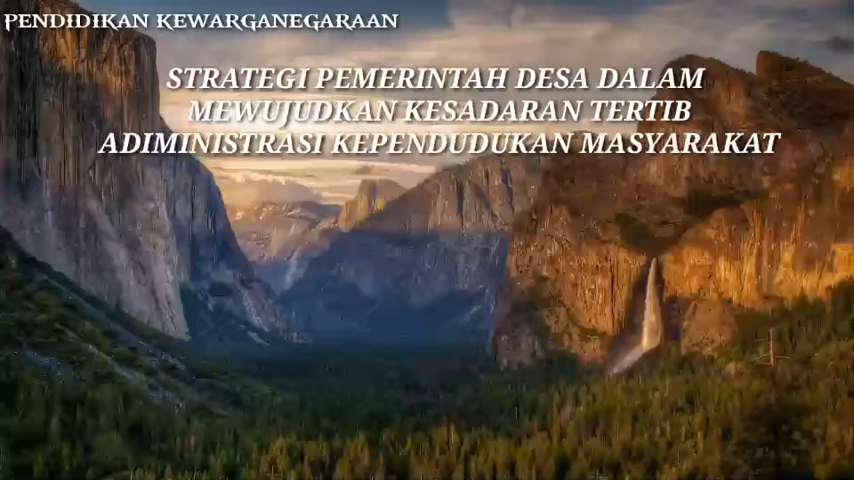 PENDIDIKAN KEWARGANEGARAAN
STRATEGI PEMERINTAH DESA DALAM
MEWUJUDKAN KESADARAN TERTIB
ADIMINISTRASI KEPENDUDUKAN MASYARAKAT